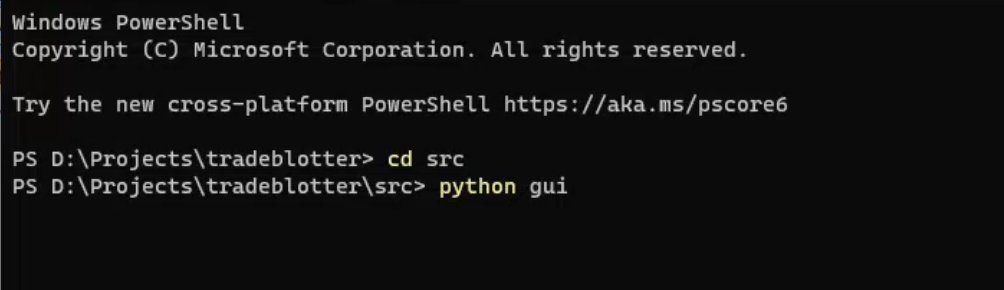 Windows PowerShell
Copyright (C) Microsoft Corporation. All rights reserved.
Try the new cross-platform PowerShell https://aka.ms/pscore6
PS D:\Projects\tradeblotter> cd src
PS D:\Projects\tradeblotter\src> python gui